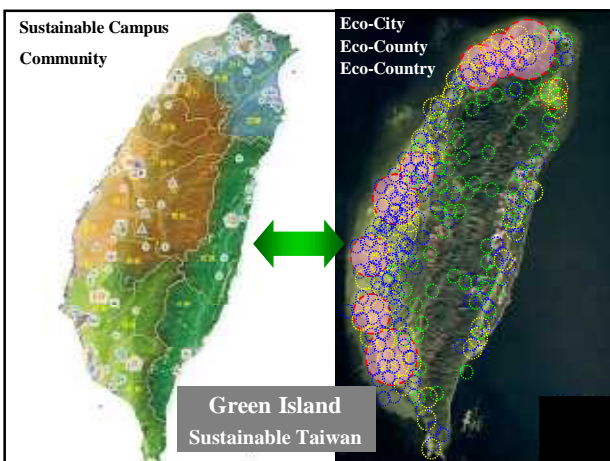 Sustainable Campus
Community
Eco-City
Eco-County
Eco-Country
Green Island
Sustainable Taiwan